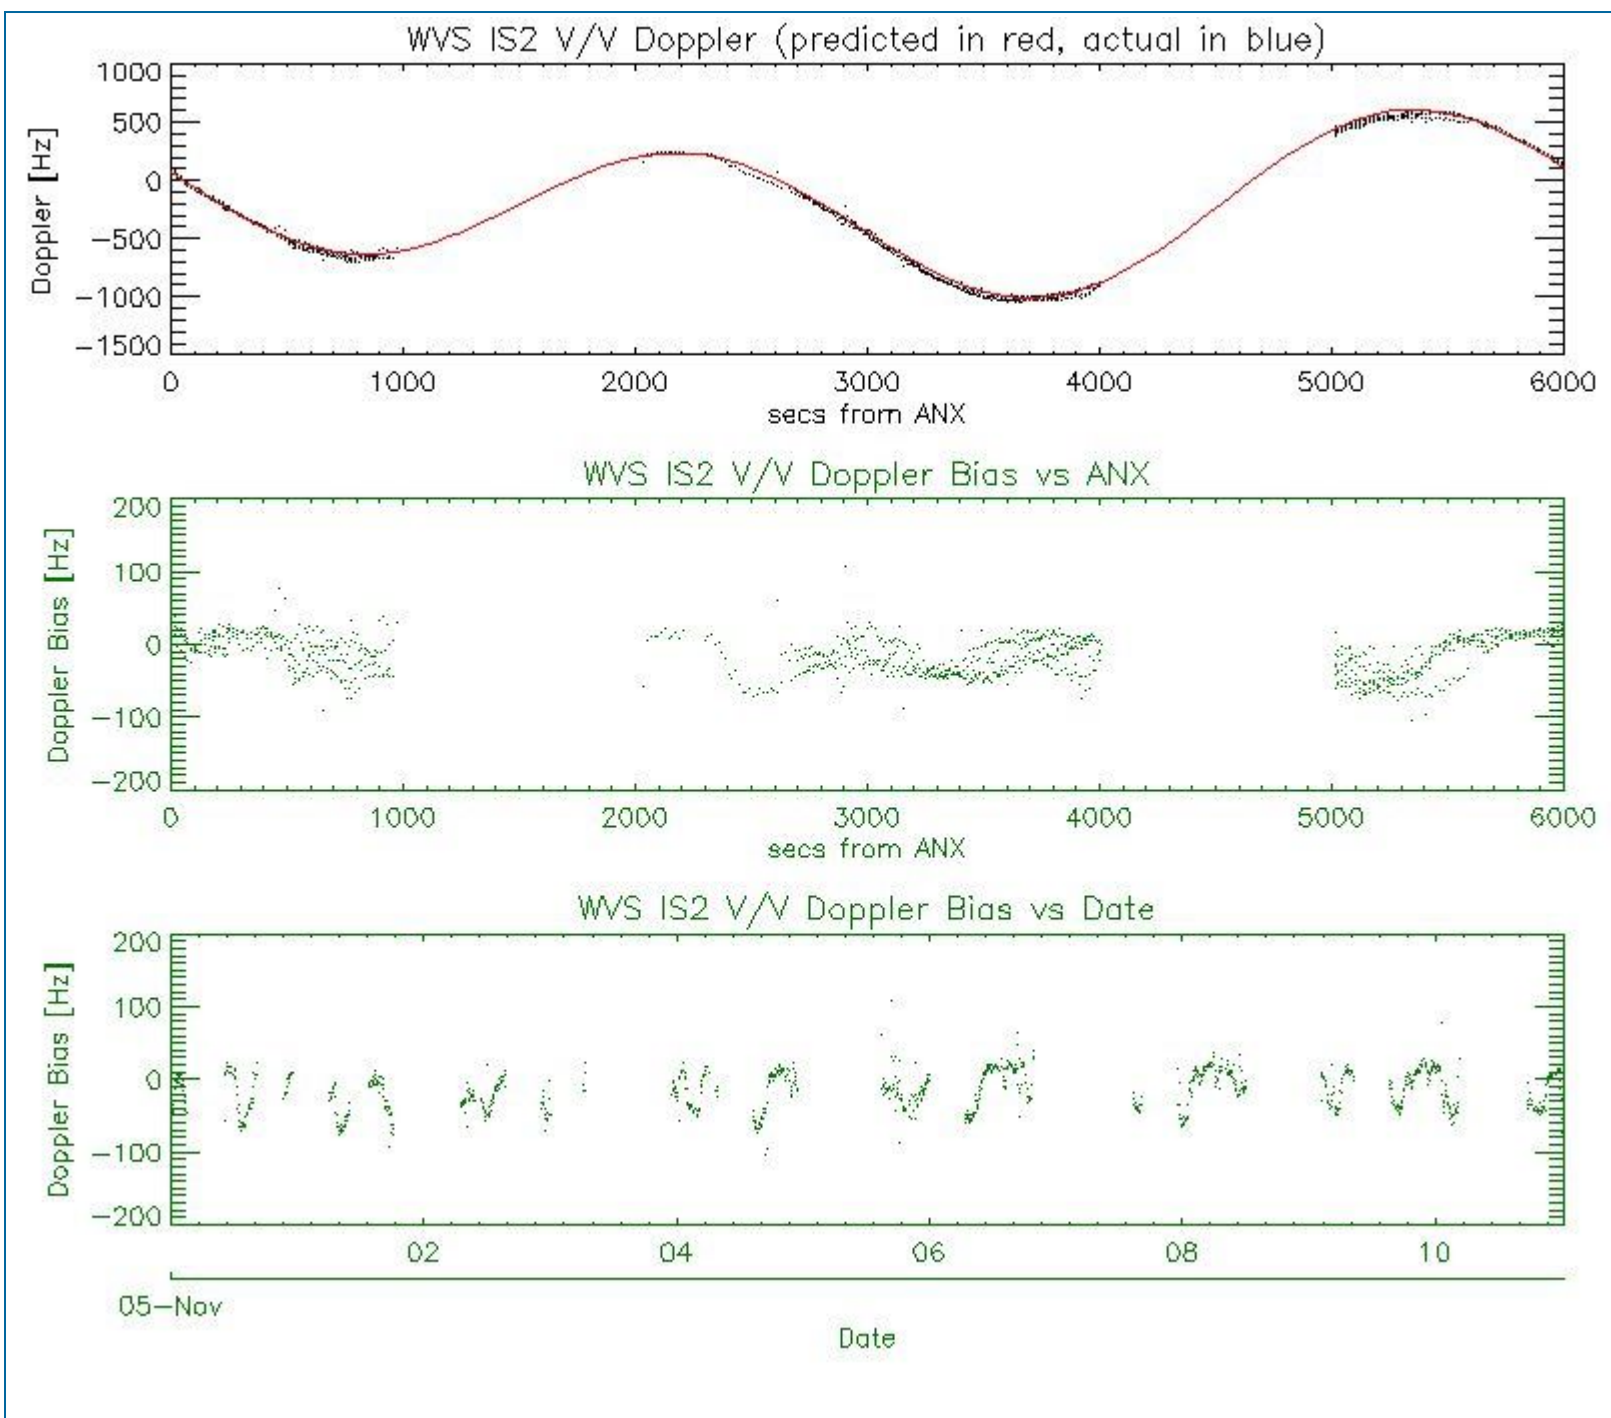 WVS IS2 V/V Doppler (predicted in red, actual in blue)
Doppler [Hz]
1000
500
0
−500
−1000
−1500
0 1000 2000 3000 4000 5000 6000
secs from ANX
WVS IS2 V/V Doppler Bias vs ANX
Doppler Bias [Hz]
200
100
0
−100
−200
0 1000 2000 3000 4000 5000 6000
secs from ANX
WVS IS2 V/V Doppler Bias vs Date
Doppler Bias [Hz]
200
100
0
−100
−200
02 04 06 08 10
05−Nov
Date